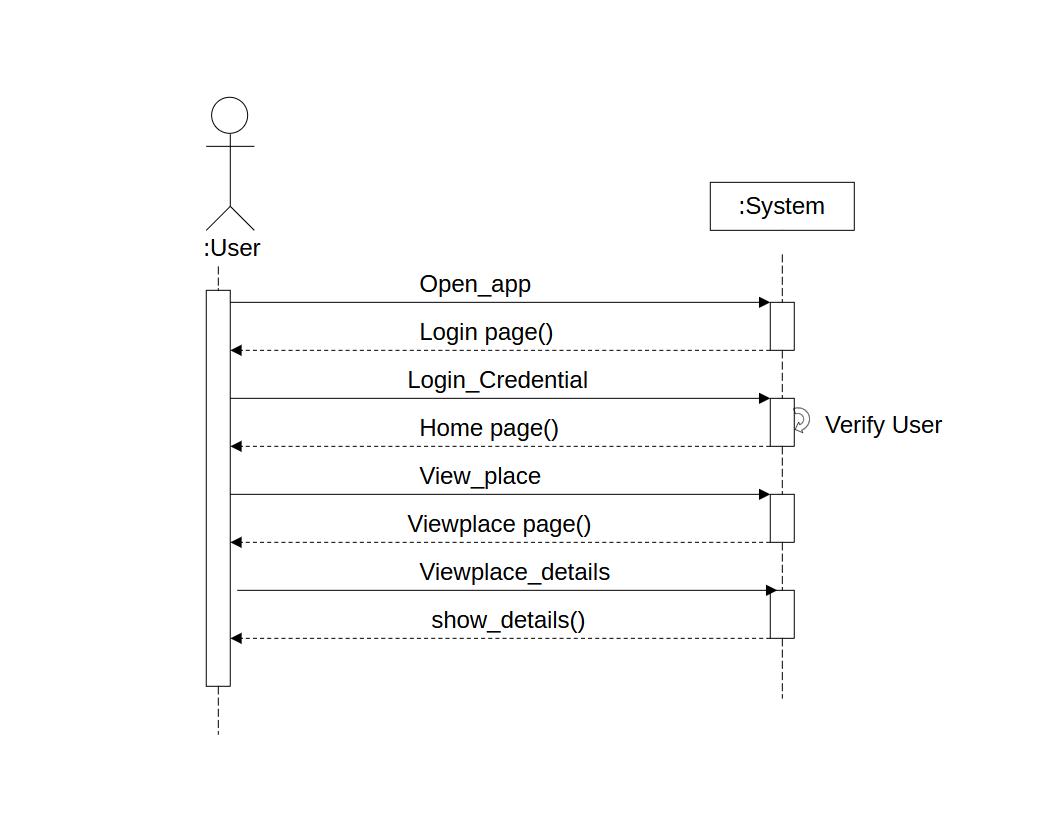 :System
:User
Open_app
Login page()
Login_Credential
Home page()
Verify User
View_place
Viewplace page()
Viewplace_details
show_details()